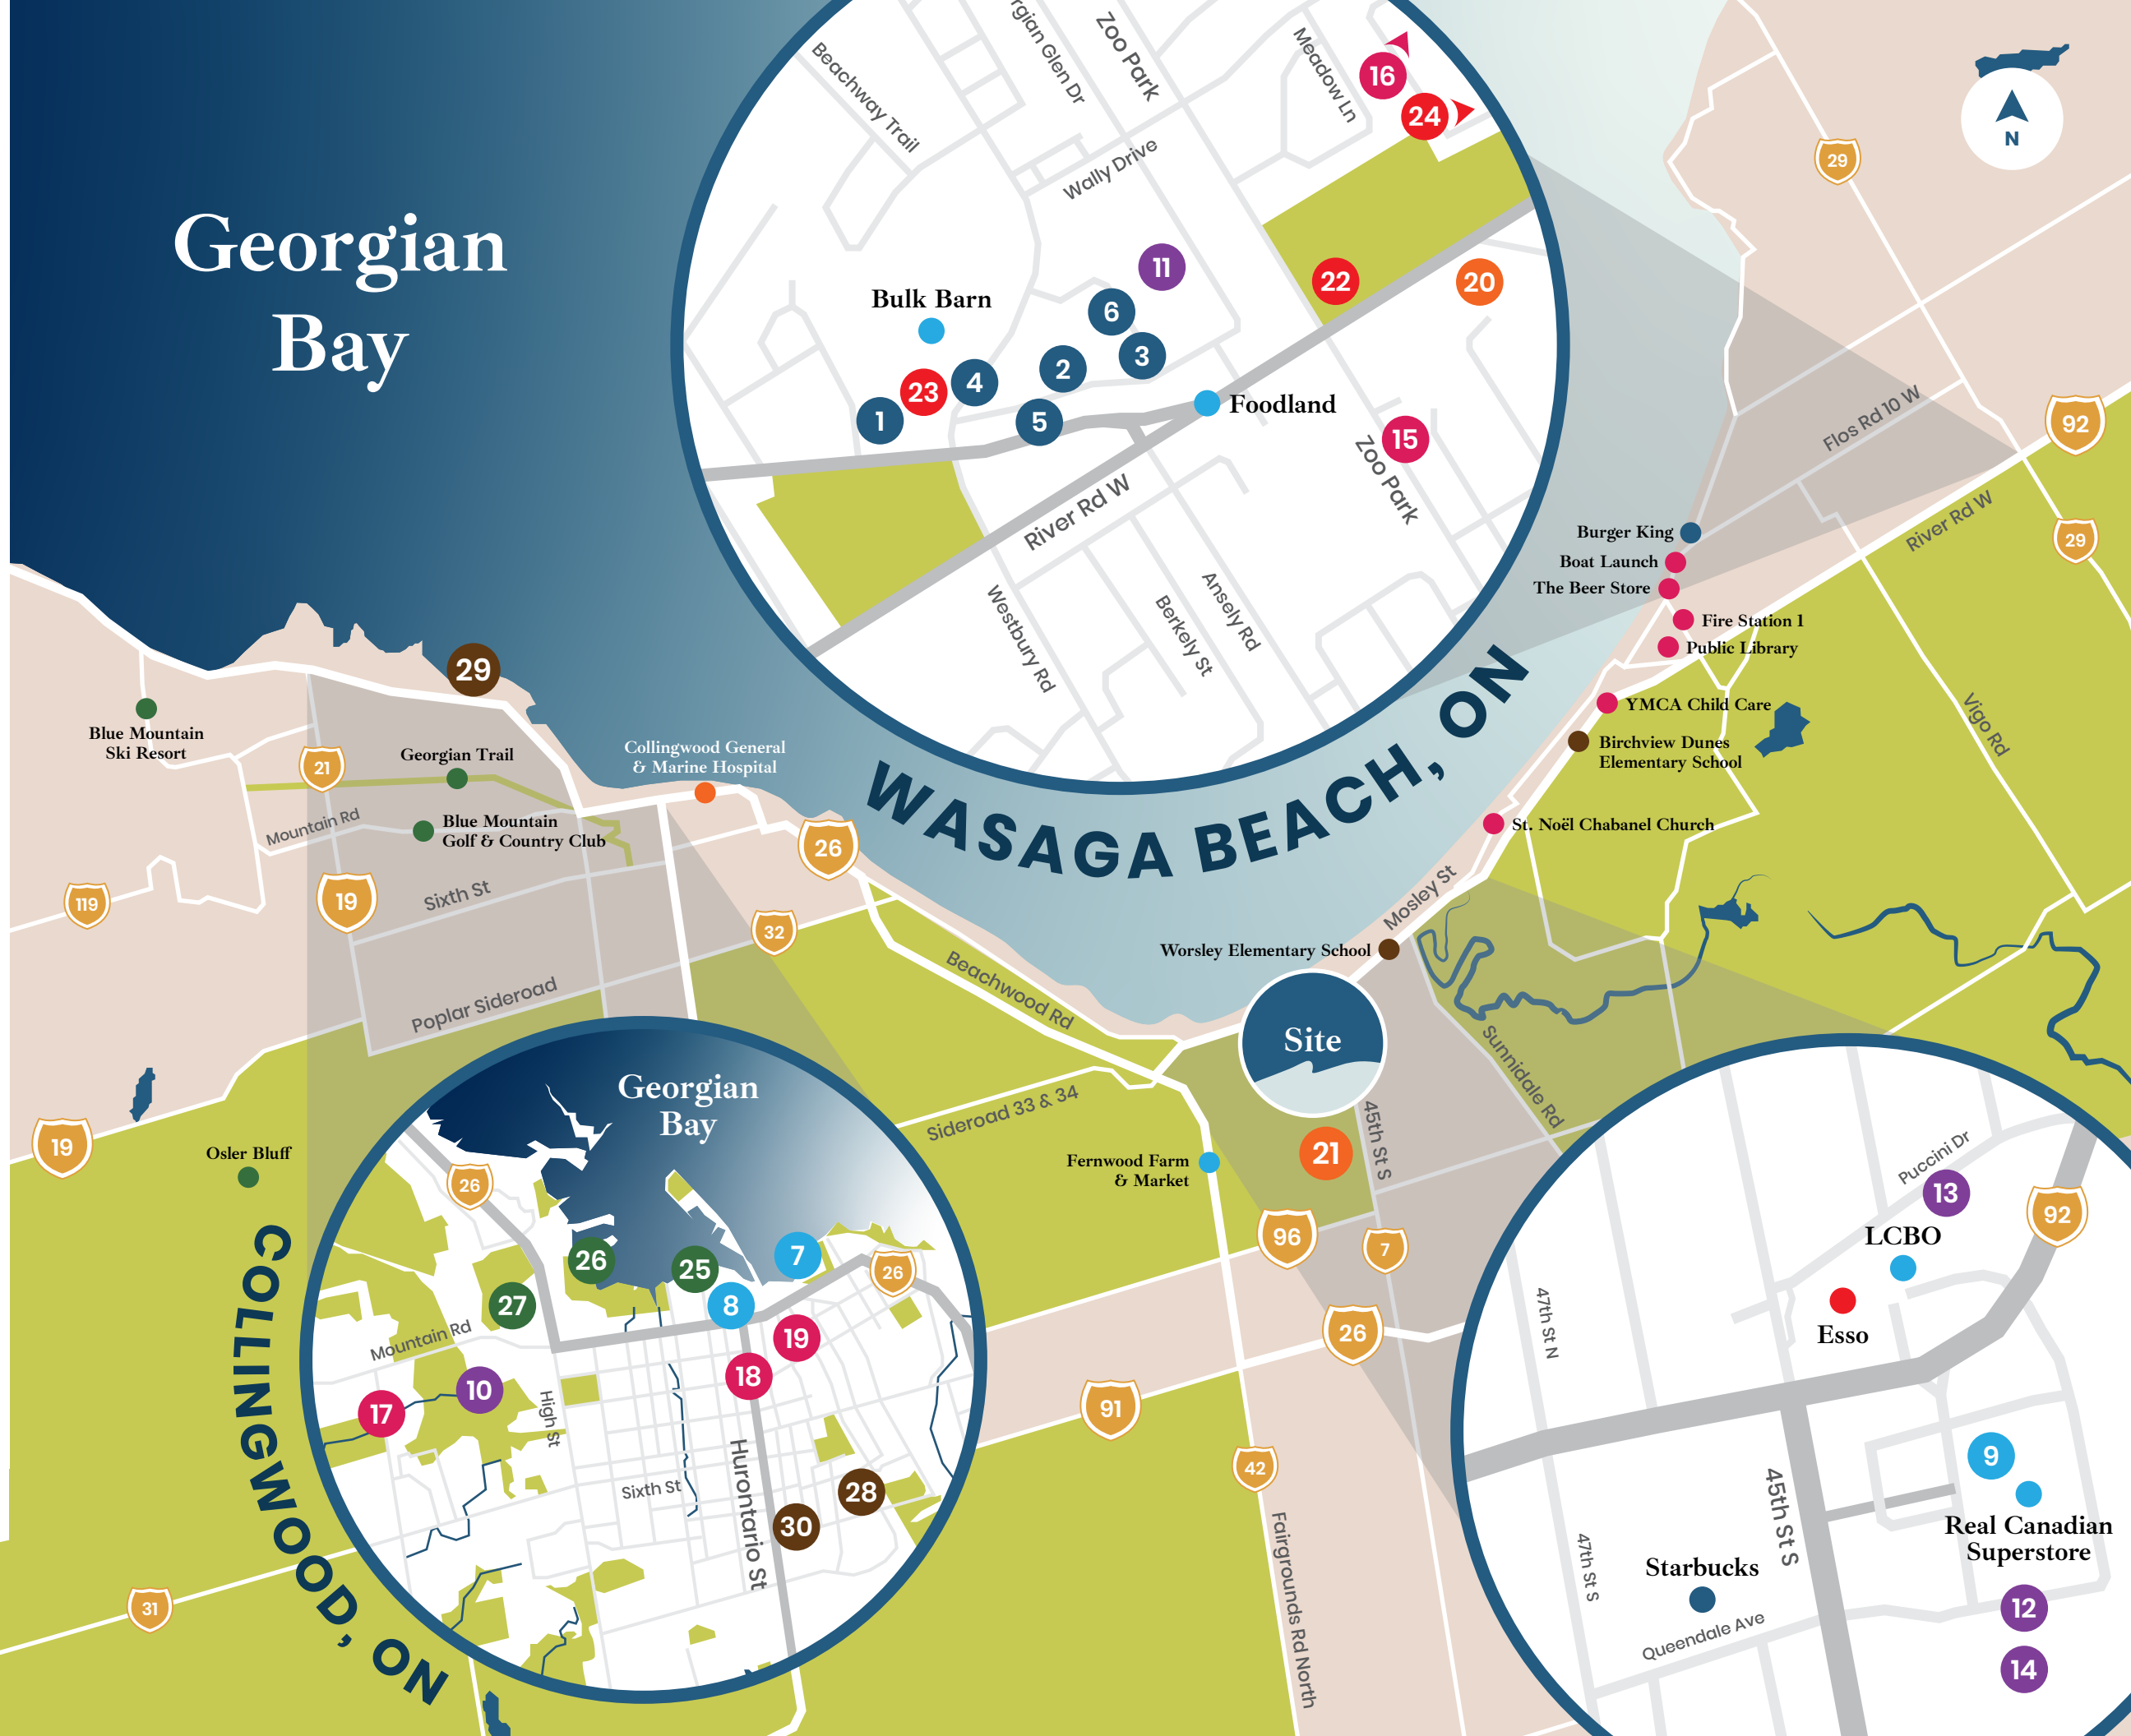 Georgian
Bay
Beachway Trail
rgian Glen Dr
Zoo Park
Meadow Ln
16
24
Wally Drive
11
22
20
Bulk Barn
6
3
2
4
23
1
5
Foodland
15
Zoo Park
River Rd W
Westbury Rd
Berkely St
Ansely Rd
WASAGA BEACH, ON
N
29
92
29
Flos Rd 10 W
River Rd W
Vigo Rd
Burger King
Boat Launch
The Beer Store
Fire Station 1
Public Library
YMCA Child Care
Birchview Dunes
Elementary School
St. Noël Chabanel Church
Mosley St
Worsley Elementary School
Site
Sunnidale Rd
45th St S
21
29
Blue Mountain
Ski Resort
21
Georgian Trail
Collingwood General
& Marine Hospital
Mountain Rd
Blue Mountain
Golf & Country Club
26
119
19
Sixth St
32
Poplar Sideroad
Beachwood Rd
Sideroad 33 & 34
19
Osler Bluff
Fernwood Farm
& Market
96
7
26
91
42
Fairgrounds Rd North
31
COLLINGWOOD, ON
Georgian
Bay
26
26
25
7
26
27
8
19
Mountain Rd
18
10
17
High St
Sixth St
Hurontario St
28
30
Puccini Dr
13
92
LCBO
Esso
47th St N
9
Real Canadian
Superstore
45th St S
47th St S
Starbucks
Queendale Ave
12
14